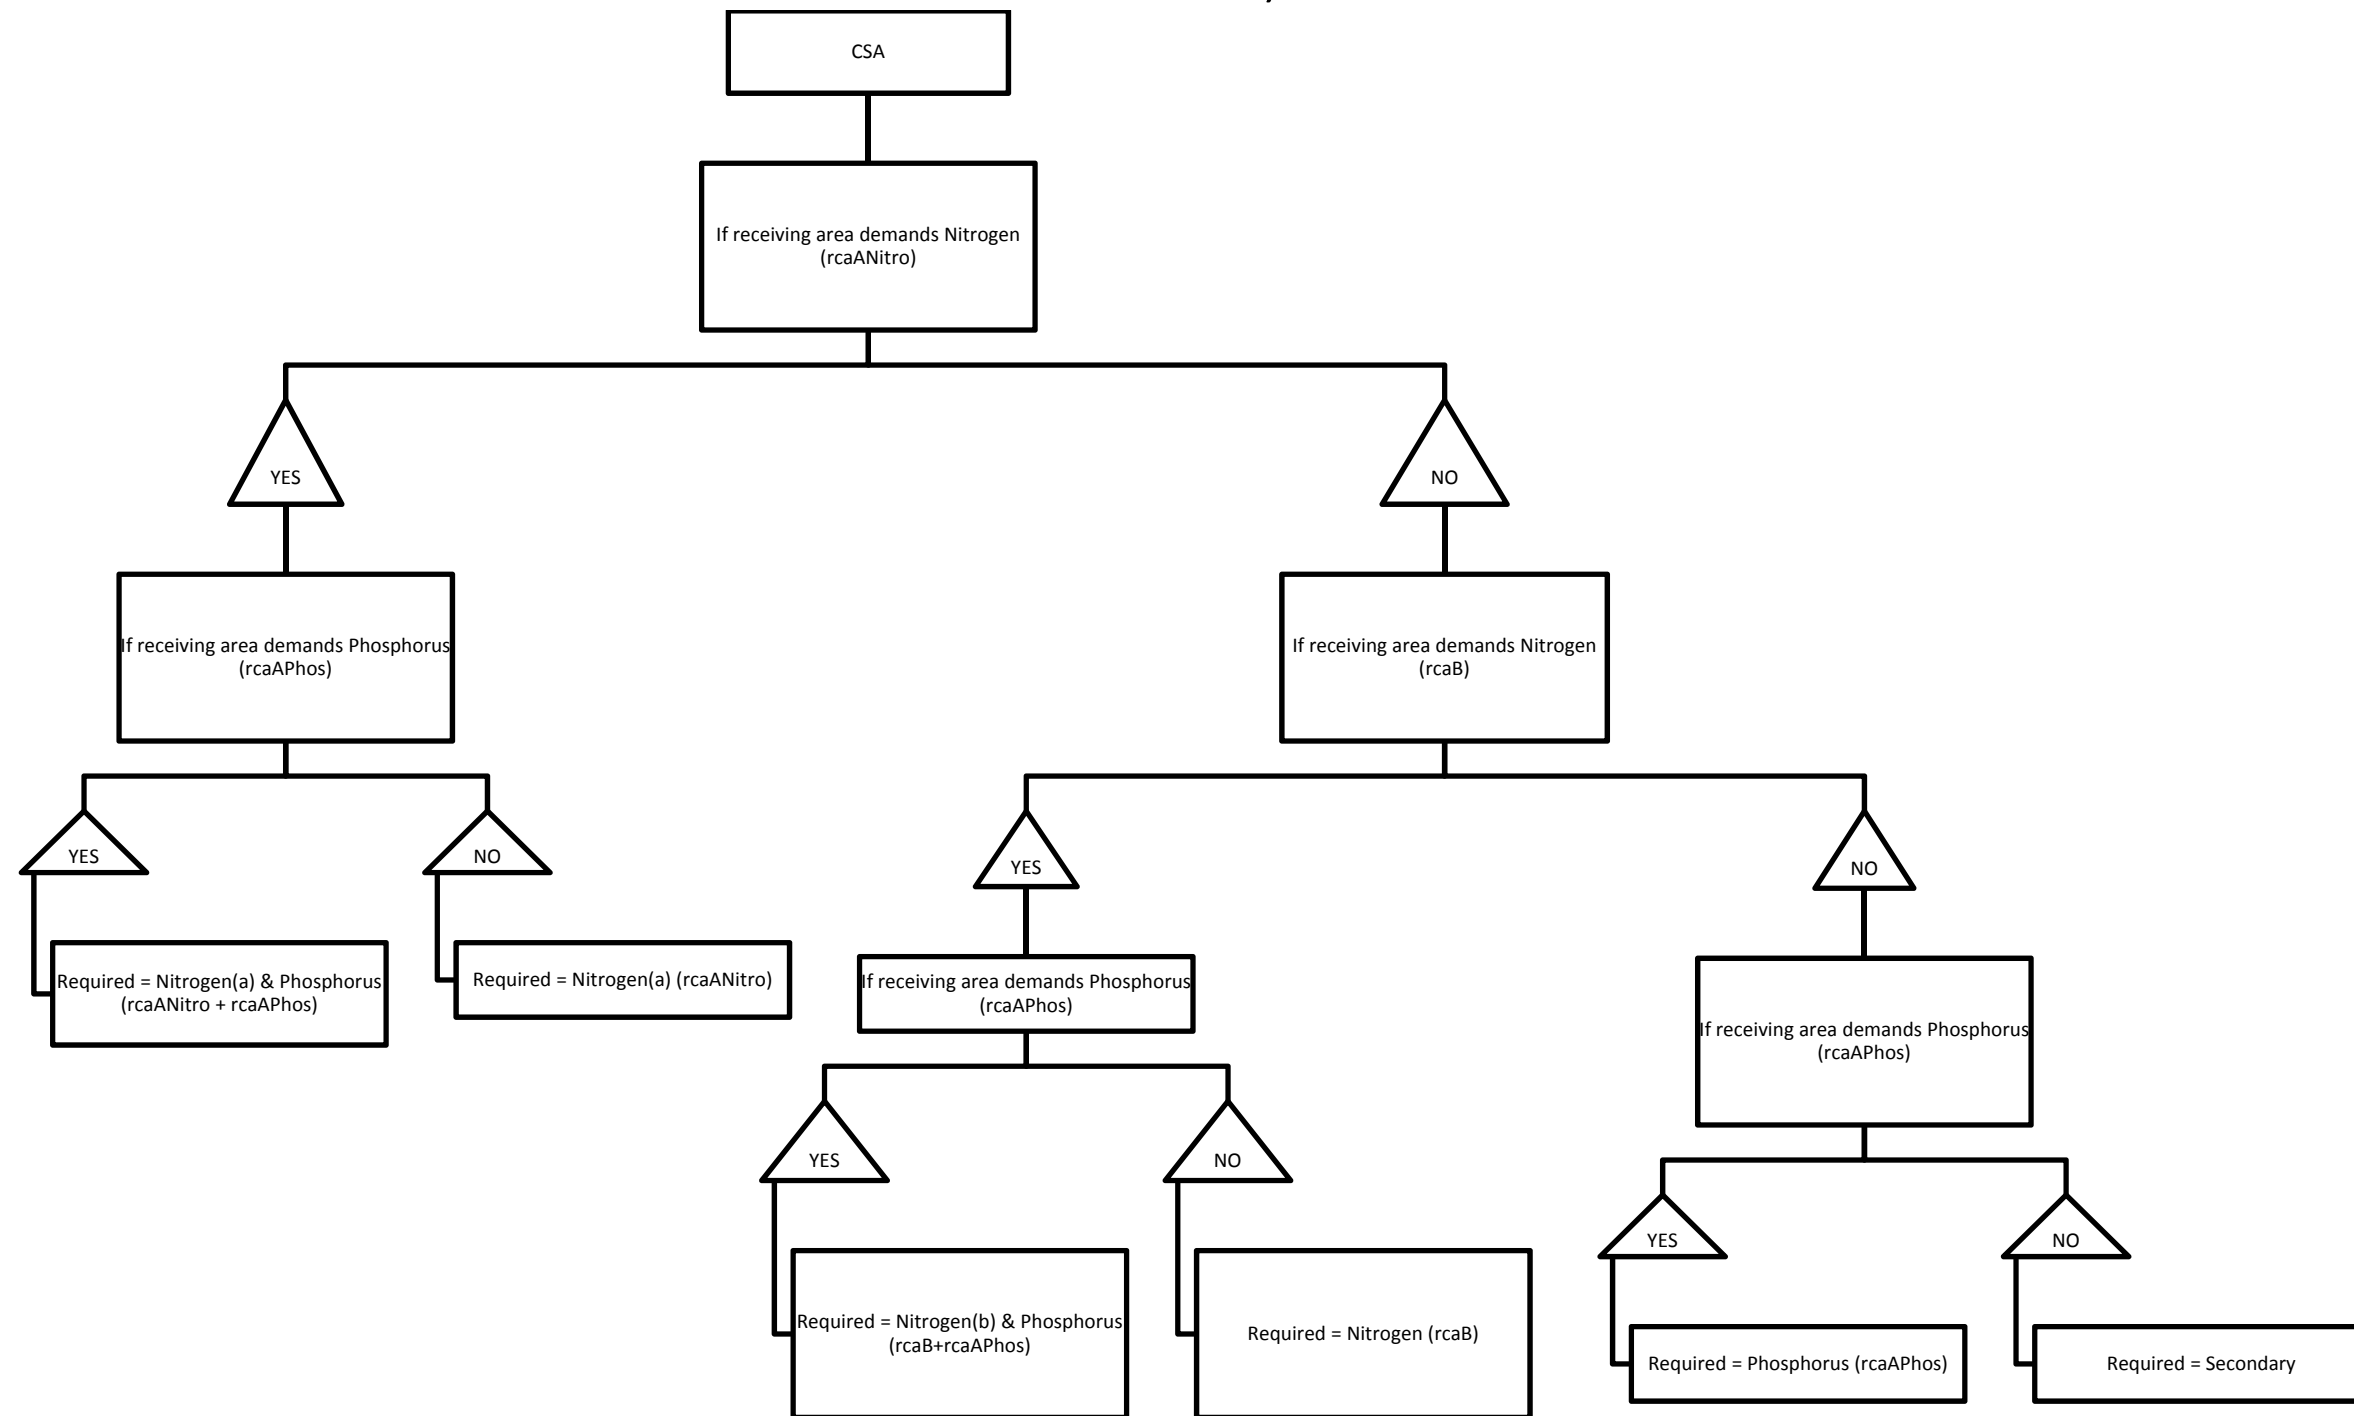 CSA
If receiving area demands Nitrogen
(rcaANitro)
YES
NO
If receiving area demands Phosphorus
(rcaAPhos)
If receiving area demands Nitrogen
(rcaB)
YES
NO
YES
NO
Required = Nitrogen(a) & Phosphorus
(rcaANitro + rcaAPhos)
Required = Nitrogen(a) (rcaANitro)
If receiving area demands Phosphorus
(rcaAPhos)
If receiving area demands Phosphorus
(rcaAPhos)
YES
NO
YES
NO
Required = Nitrogen(b) & Phosphorus
(rcaB+rcaAPhos)
Required = Nitrogen (rcaB)
Required = Phosphorus (rcaAPhos)
Required = Secondary